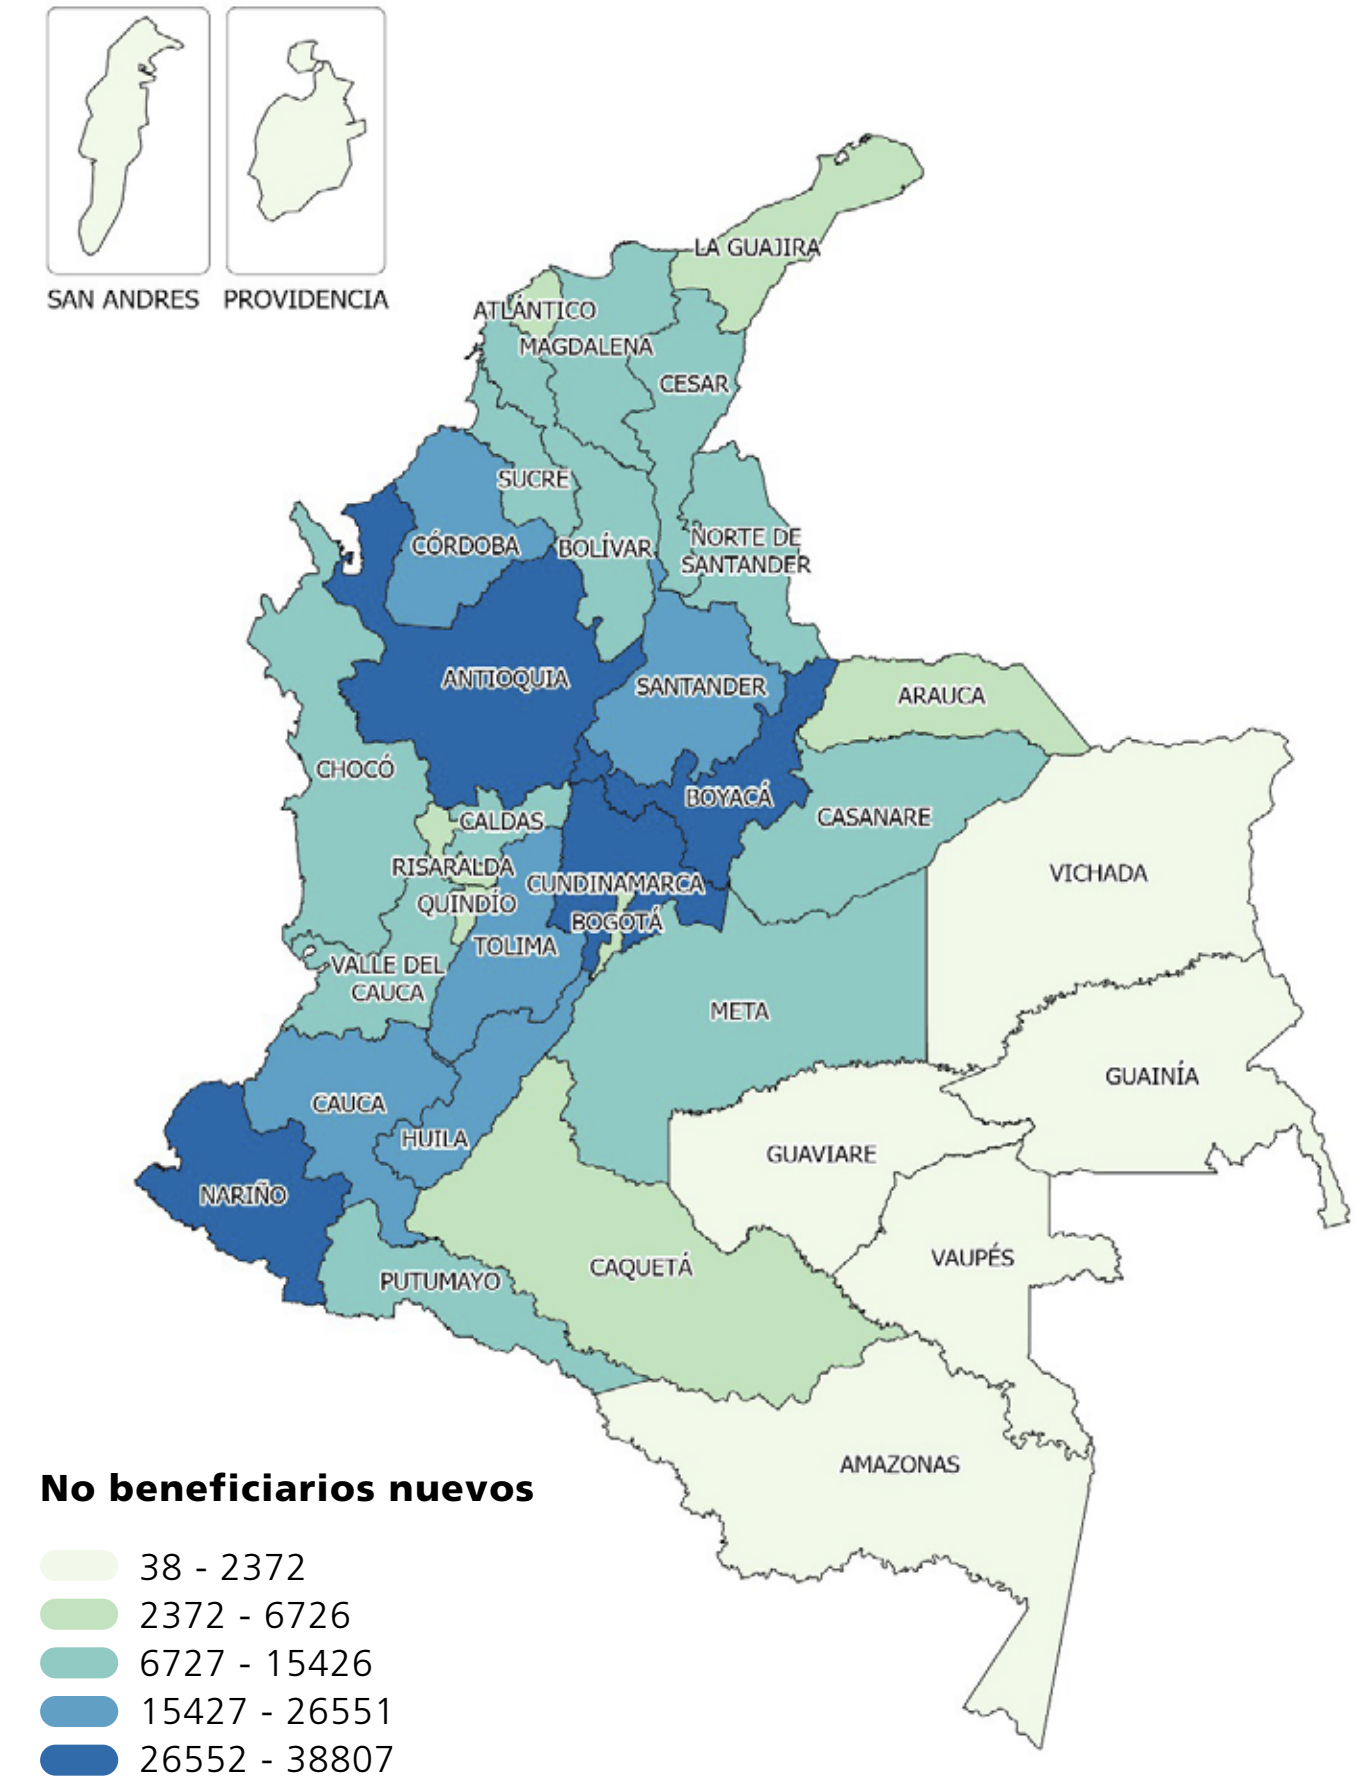 SAN ANDRES
PROVIDENCIA
LA GUAJIRA
ATLÁNTICO
MAGDALENA
CESAR
SUCRE
CÓRDOBA
BOLÍVAR
NORTE DE
SANTANDER
ANTIOQUIA
SANTANDER
ARAUCA
CHOCÓ
BOYACÁ
CALDAS
CASANARE
RISARALDA
VICHADA
CUNDINAMARCA
QUINDÍO
BOGOTÁ
TOLIMA
VALLE DEL
CAUCA
META
GUAINÍA
CAUCA
HUILA
GUAVIARE
NARIÑO
VAUPÉS
CAQUETÁ
PUTUMAYO
AMAZONAS
No beneficiarios nuevos
38 - 2372
2372 - 6726
6727 - 15426
15427 - 26551
26552 - 38807